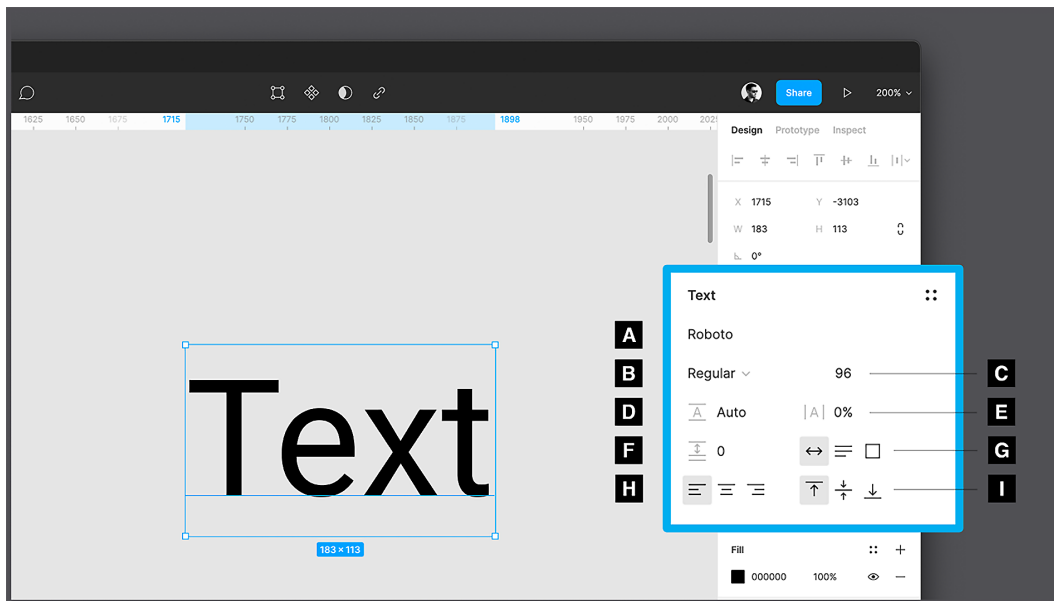 Share
200%
1625 1650 1675 1715 1750 1775 1800 1825 1850 1875 1898 1950 1975 2000 202
Design Prototype Inspect
X 1715 Y -3103
W 183 H 113
0°
Text
A Roboto
B Regular 96 C
D A Auto |A| 0% E
F 0 G
H I
Text
183 × 113
Fill
000000 100%